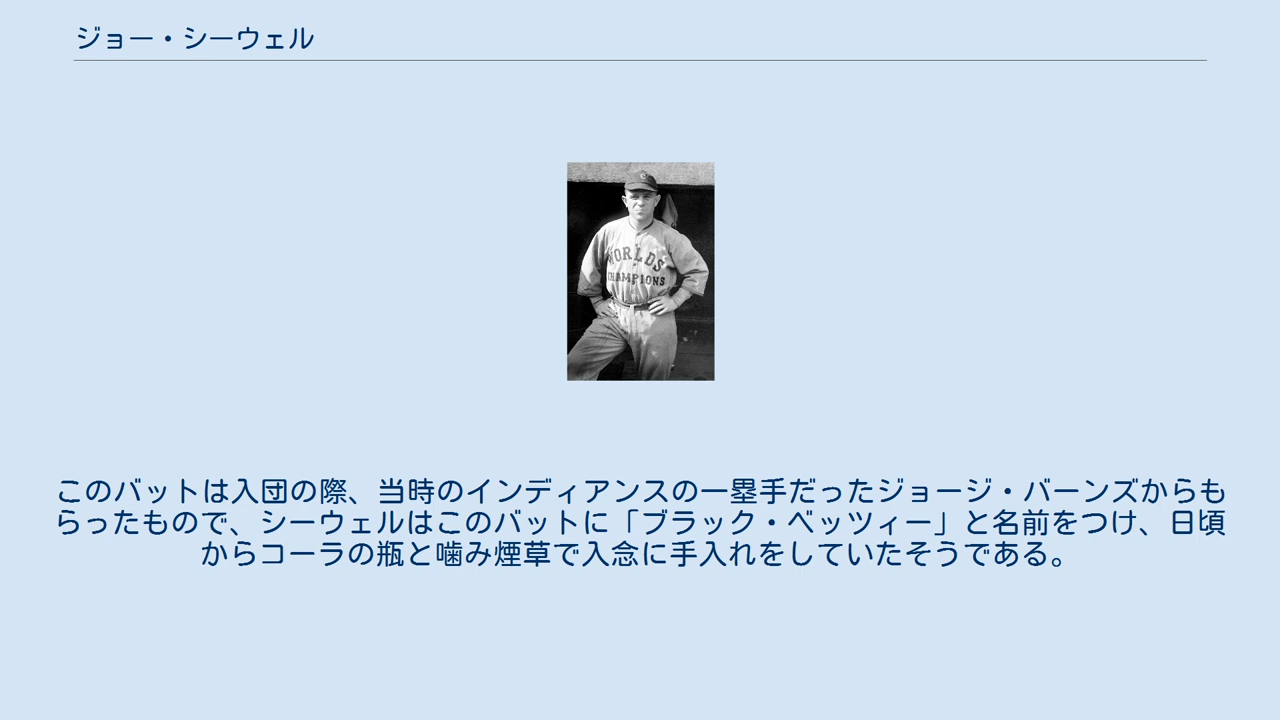 ジョー・シーウェル
WORLDS
CHAMPIONS
このバットは入団の際、当時のインディアンスの一塁手だったジョージ・バーンズからも
らったもので、シーウェルはこのバットに「ブラック・ベッツィー」と名前をつけ、日頃
からコーラの瓶と噛み煙草で入念に手入れをしていたそうである。